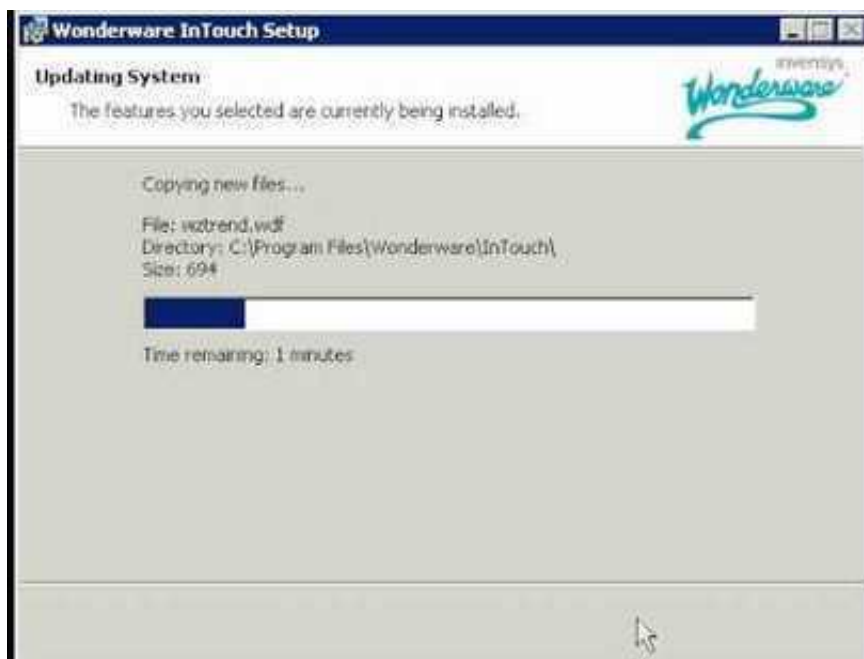 Wonderware InTouch Setup
Updating System
The features you selected are currently being installed.
invensys
Wonderware
Copying new files...
File: wztrend.wdf
Directory: C:\Program Files\Wonderware\InTouch\
Size: 694
Time remaining: 1 minutes